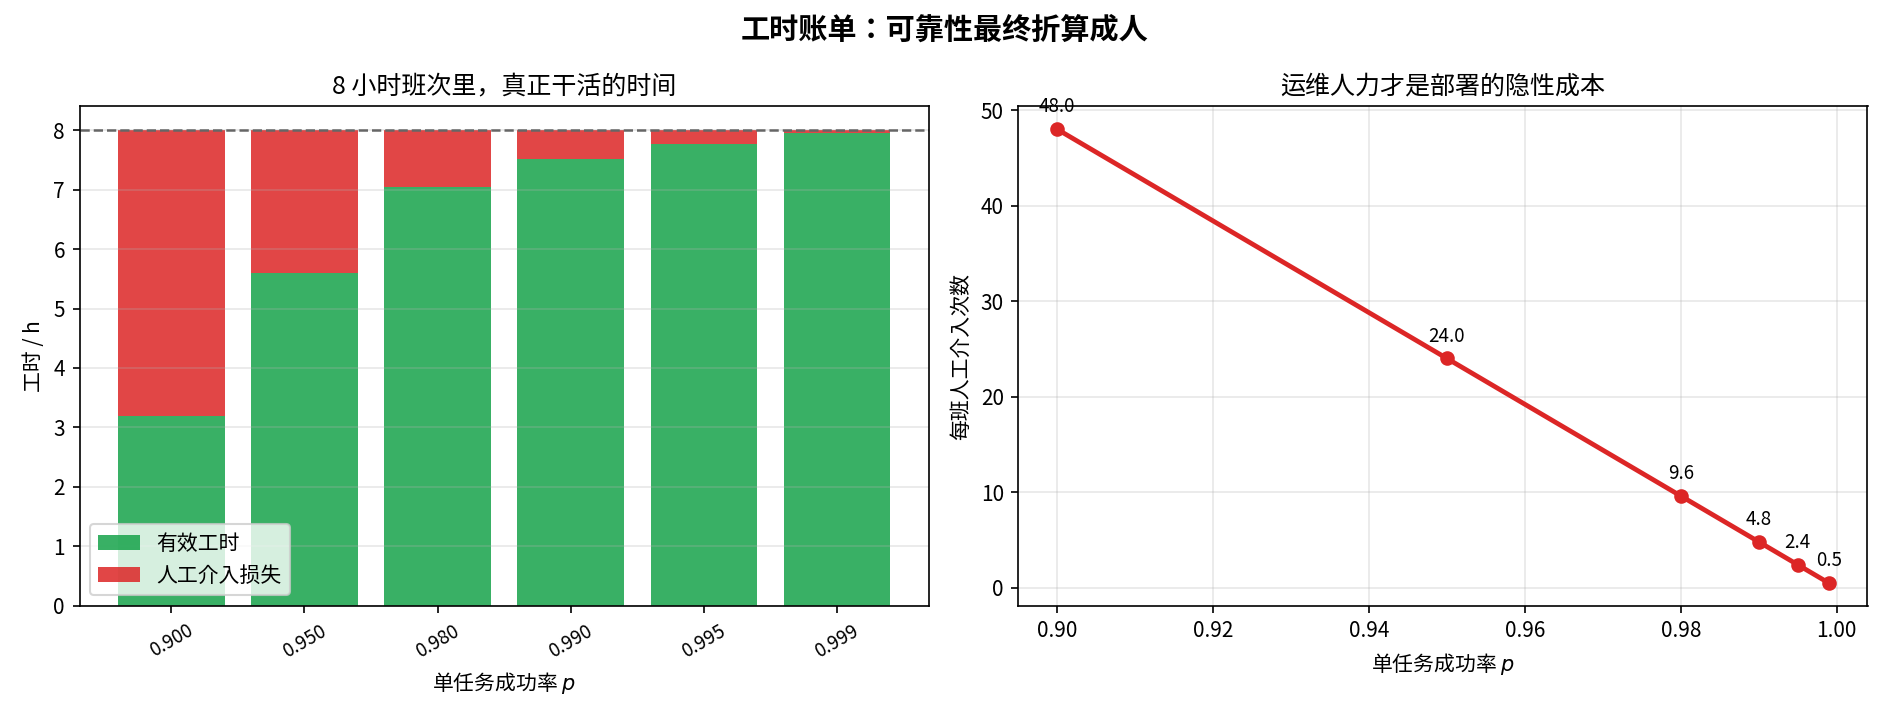 工时账单：可靠性最终折算成人
8 小时班次里，真正干活的时间
工时 / h
8
7
6
5
4
3
2
1
0
有效工时
人工介入损失
0.900 0.950 0.980 0.990 0.995 0.999
单任务成功率 p
运维人力才是部署的隐性成本
每班人工介入次数
50
40
30
20
10
0
48.0
24.0
9.6
4.8
2.4
0.5
0.90 0.92 0.94 0.96 0.98 1.00
单任务成功率 p